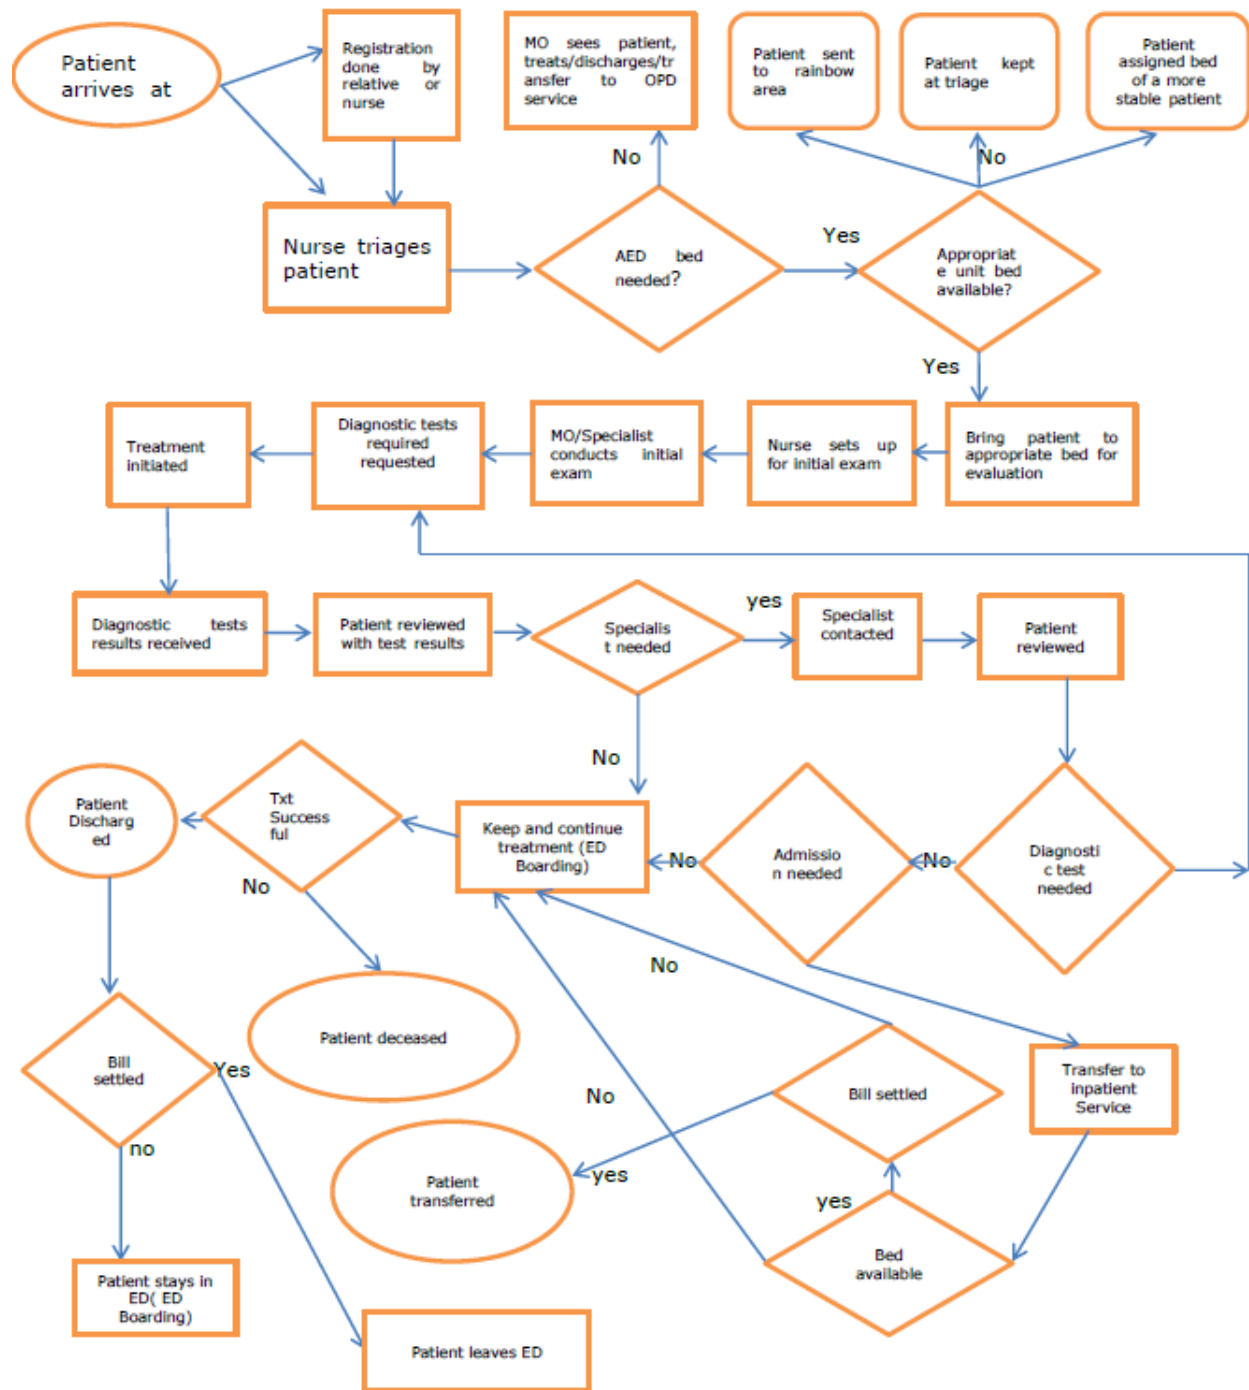 Patient
arrives at
Registration
done by
relative or
nurse
MO sees patient,
treats/discharges/tr
ansfer to OPD
service
Patient sent
to rainbow
area
Patient kept
at triage
Patient
assigned bed
of a more
stable patient
No
No
Nurse triages
patient
AED bed
needed?
Yes
Appropriat
e unit bed
available?
Yes
Treatment
initiated
Diagnostic tests
required
requested
MO/Specialist
conducts initial
exam
Nurse sets up
for initial exam
Bring patient to
appropriate bed for
evaluation
Diagnostic tests
results received
Patient reviewed
with test results
Specialis
t needed
yes
Specialist
contacted
Patient
reviewed
No
Patient
Discharg
ed
Txt
Success
ful
No
Keep and continue
treatment (ED
Boarding)
No
Admissio
n needed
No
Diagnosti
c test
needed
No
Patient deceased
Bill
settled
Yes
no
No
Bill settled
Transfer to
inpatient
Service
Patient
transferred
yes
yes
Bed
available
Patient stays in
ED( ED
Boarding)
Patient leaves ED